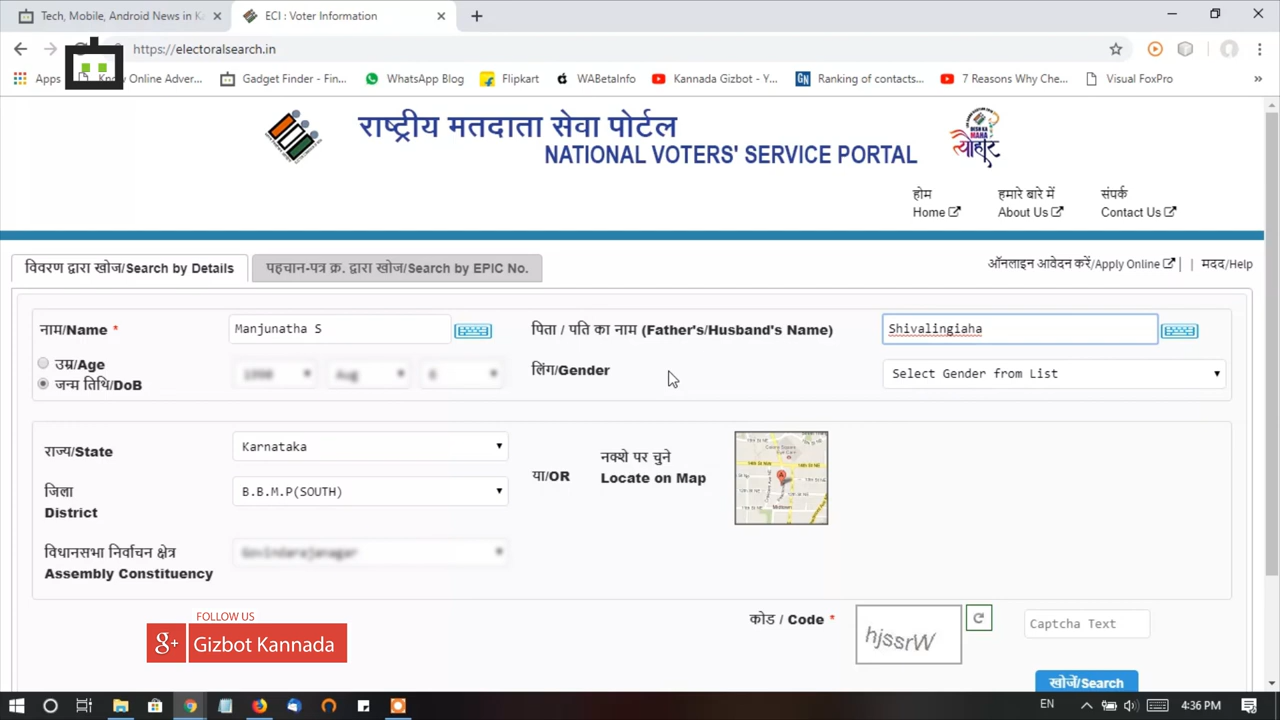 Tech, Mobile, Android News in Ka
ECI : Voter Information
https://electoralsearch.in
Apps
Know Online Adver...
Gadget Finder - Fin...
WhatsApp Blog
Flipkart
WABetaInfo
Kannada Gizbot - Y...
Ranking of contacts...
7 Reasons Why Che...
Visual FoxPro
राष्ट्रीय मतदाता सेवा पोर्टल
NATIONAL VOTERS' SERVICE PORTAL
होम
Home
हमारे बारे में
About Us
संपर्क
Contact Us
विवरण द्वारा खोज/Search by Details
पहचान-पत्र क्र. द्वारा खोज/Search by EPIC No.
ऑनलाइन आवेदन करें/Apply Online | | मदद/Help
नाम/Name *
Manjunatha S
पिता / पति का नाम (Father's/Husband's Name)
Shivalingiaha
उम्र/Age
जन्म तिथि/DoB
लिंग/Gender
Select Gender from List
राज्य/State
Karnataka
जिला
District
B.B.M.P(SOUTH)
या/OR
नक्शे पर चुने
Locate on Map
विधानसभा निर्वाचन क्षेत्र
Assembly Constituency
FOLLOW US
g+ Gizbot Kannada
कोड / Code *
hjssrW
Captcha Text
खोजें/Search
EN
4:36 PM